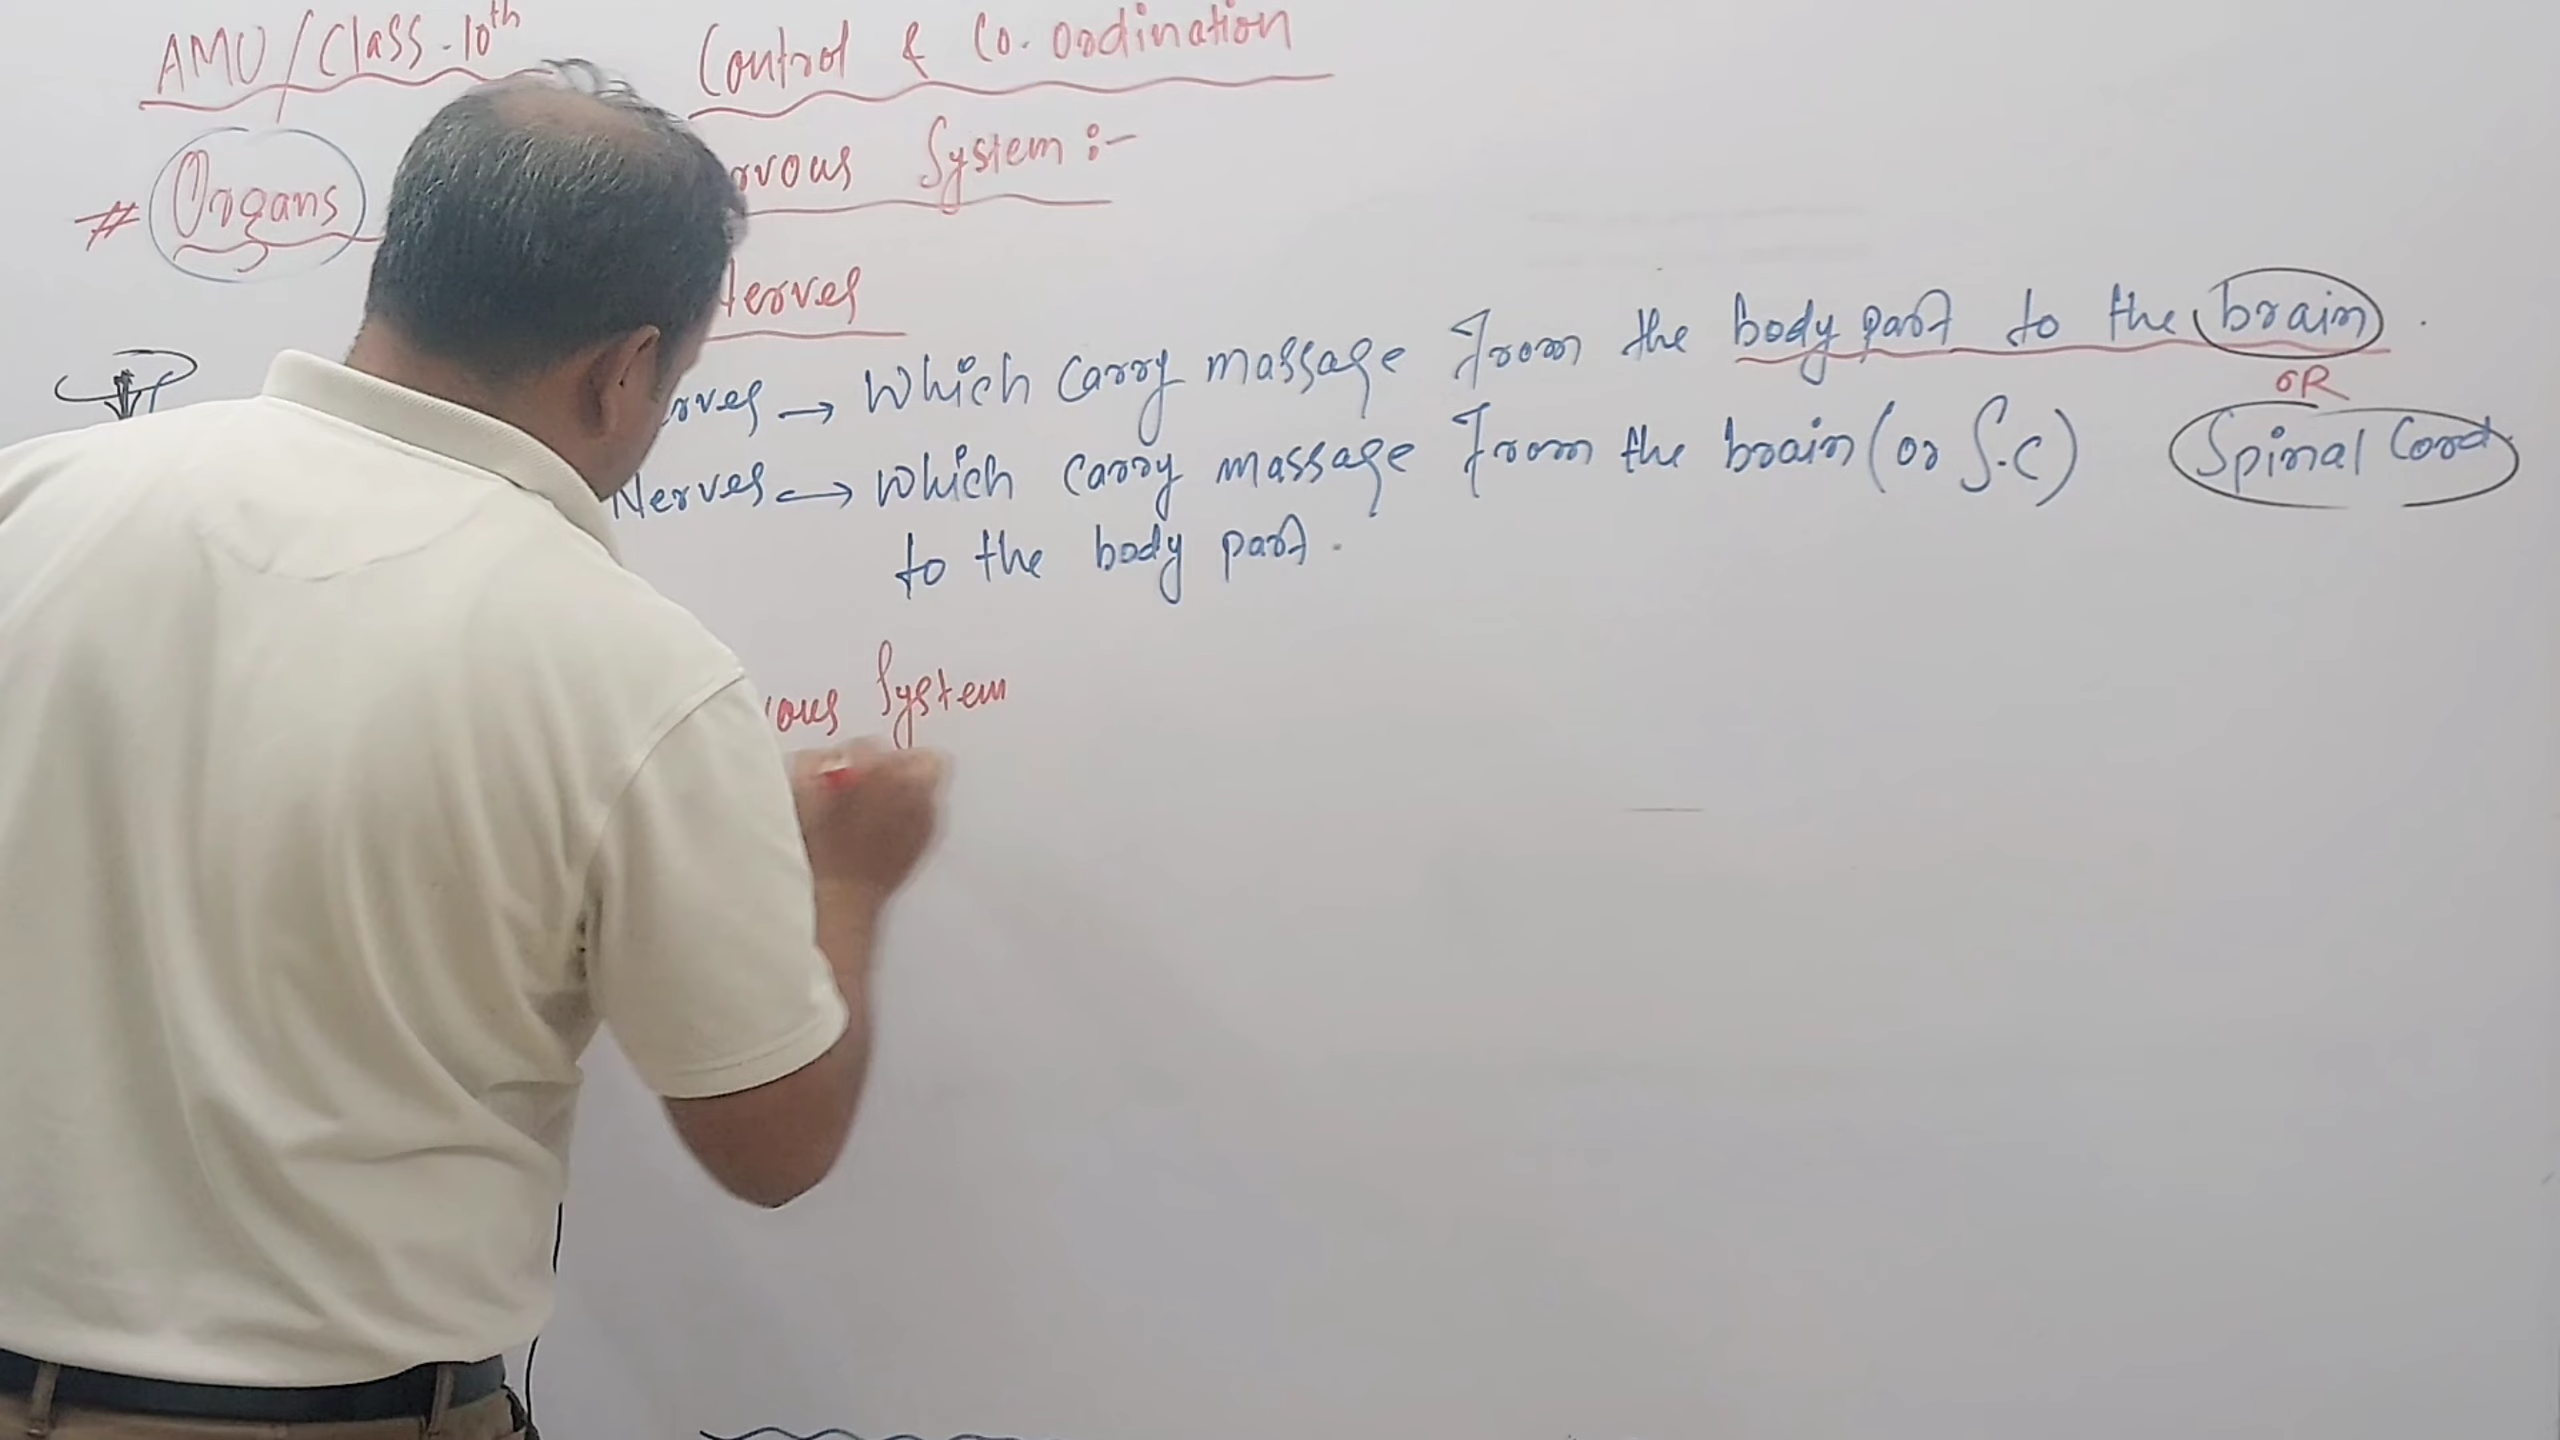 AMU/Class-10th Control & Co-ordination
# Organs System :-
carry massage from the body part to the brain.
OR
Nerves → which carry massage from the brain (or S.C) Spinal Cord
to the body part.
System